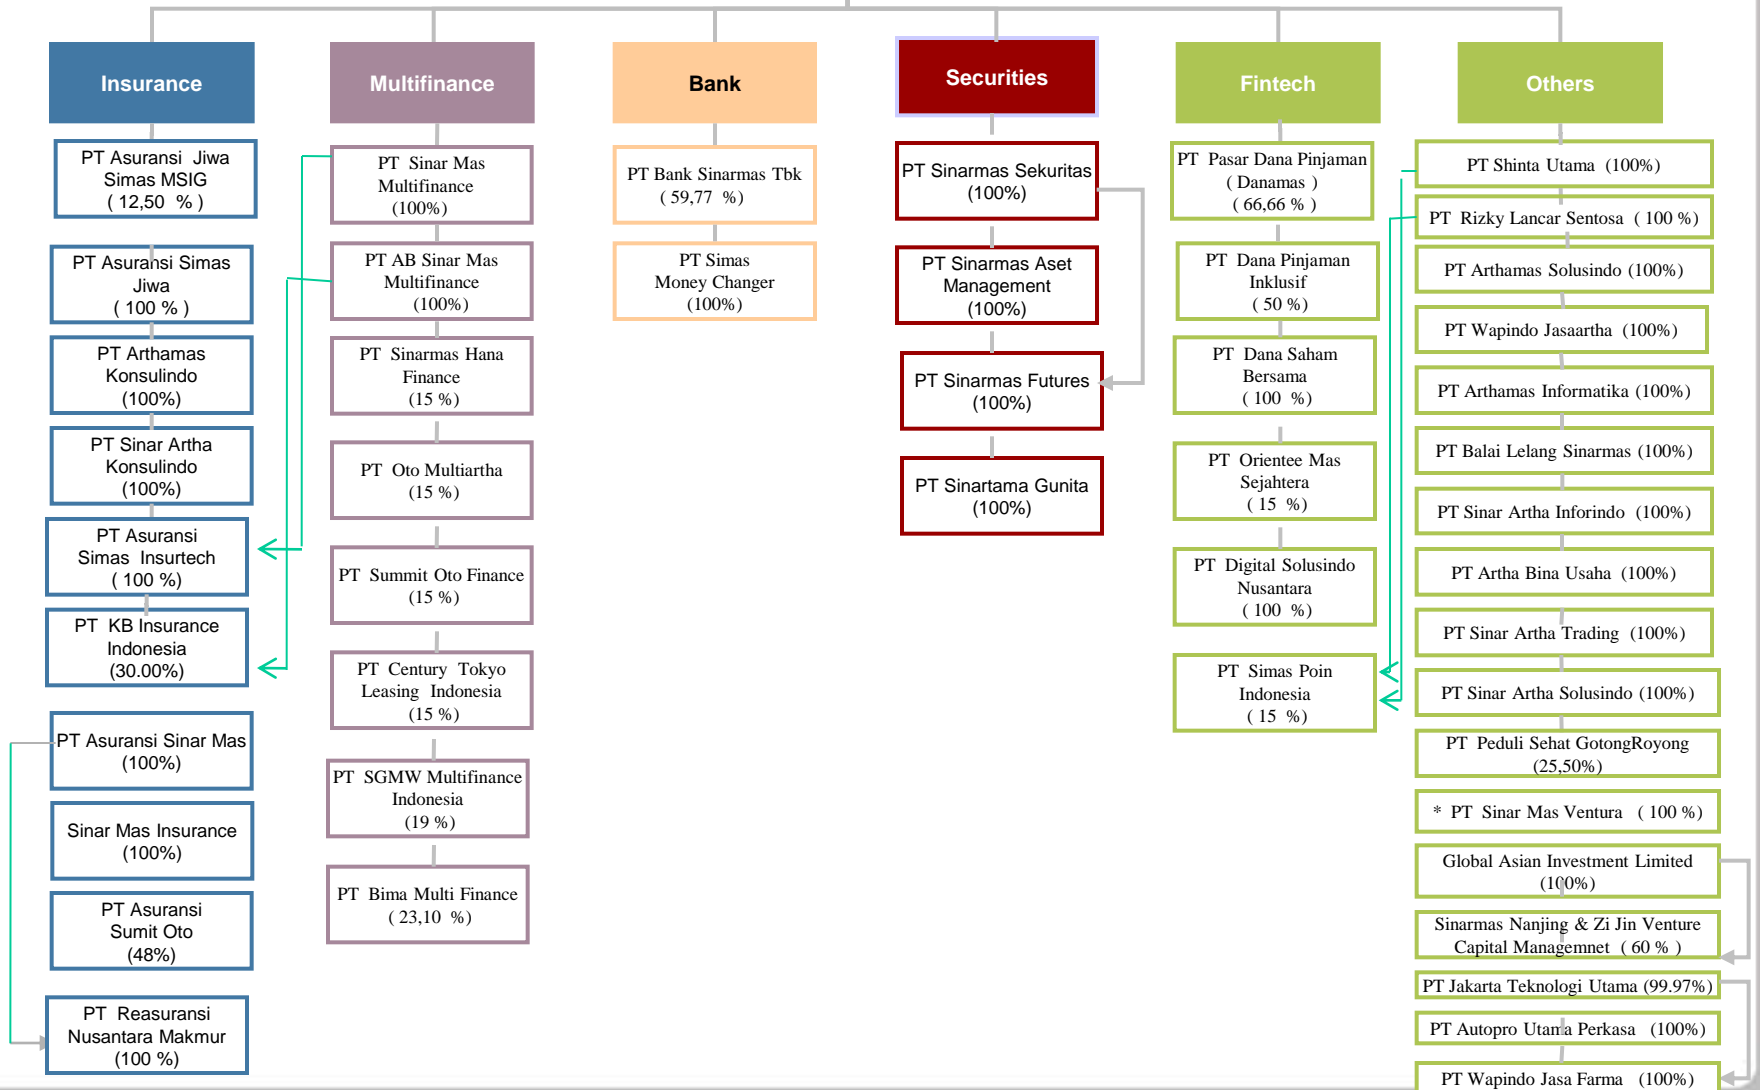 Insurance
PT Asuransi Jiwa
Simas MSIG
( 12,50 % )
PT Asuransi Simas
Jiwa
( 100 % )
PT Arthamas
Konsulindo
(100%)
PT Sinar Artha
Konsulindo
(100%)
PT Asuransi
Simas Insurtech
( 100 %)
PT KB Insurance
Indonesia
(30.00%)
PT Asuransi Sinar Mas
(100%)
Sinar Mas Insurance
(100%)
PT Asuransi
Sumit Oto
(48%)
PT Reasuransi
Nusantara Makmur
(100 %)
Multifinance
PT Sinar Mas
Multifinance
(100%)
PT AB Sinar Mas
Multifinance
(100%)
PT Sinarmas Hana
Finance
(15 %)
PT Oto Multiartha
(15 %)
PT Summit Oto Finance
(15 %)
PT Century Tokyo
Leasing Indonesia
(15 %)
PT SGMW Multifinance
Indonesia
(19 %)
PT Bima Multi Finance
( 23,10 %)
Bank
PT Bank Sinarmas Tbk
( 59,77 %)
PT Simas
Money Changer
(100%)
Securities
PT Sinarmas Sekuritas
(100%)
PT Sinarmas Aset
Management
(100%)
PT Sinarmas Futures
(100%)
PT Sinartama Gunita
(100%)
Fintech
PT Pasar Dana Pinjaman
( Danamas )
( 66,66 % )
PT Dana Pinjaman
Inklusif
( 50 %)
PT Dana Saham
Bersama
( 100 %)
PT Orientee Mas
Sejahtera
( 15 %)
PT Digital Solusindo
Nusantara
( 100 %)
PT Simas Poin
Indonesia
( 15 %)
Others
PT Shinta Utama (100%)
PT Rizky Lancar Sentosa ( 100 %)
PT Arthamas Solusindo (100%)
PT Wapindo Jasaartha (100%)
PT Arthamas Informatika (100%)
PT Balai Lelang Sinarmas (100%)
PT Sinar Artha Inforindo (100%)
PT Artha Bina Usaha (100%)
PT Sinar Artha Trading (100%)
PT Sinar Artha Solusindo (100%)
PT Peduli Sehat GotongRoyong
(25,50%)
* PT Sinar Mas Ventura ( 100 %)
Global Asian Investment Limited
(100%)
Sinarmas Nanjing & Zi Jin Venture
Capital Managemnet ( 60 % )
PT Jakarta Teknologi Utama (99.97%)
PT Autopro Utama Perkasa (100%)
PT Wapindo Jasa Farma (100%)